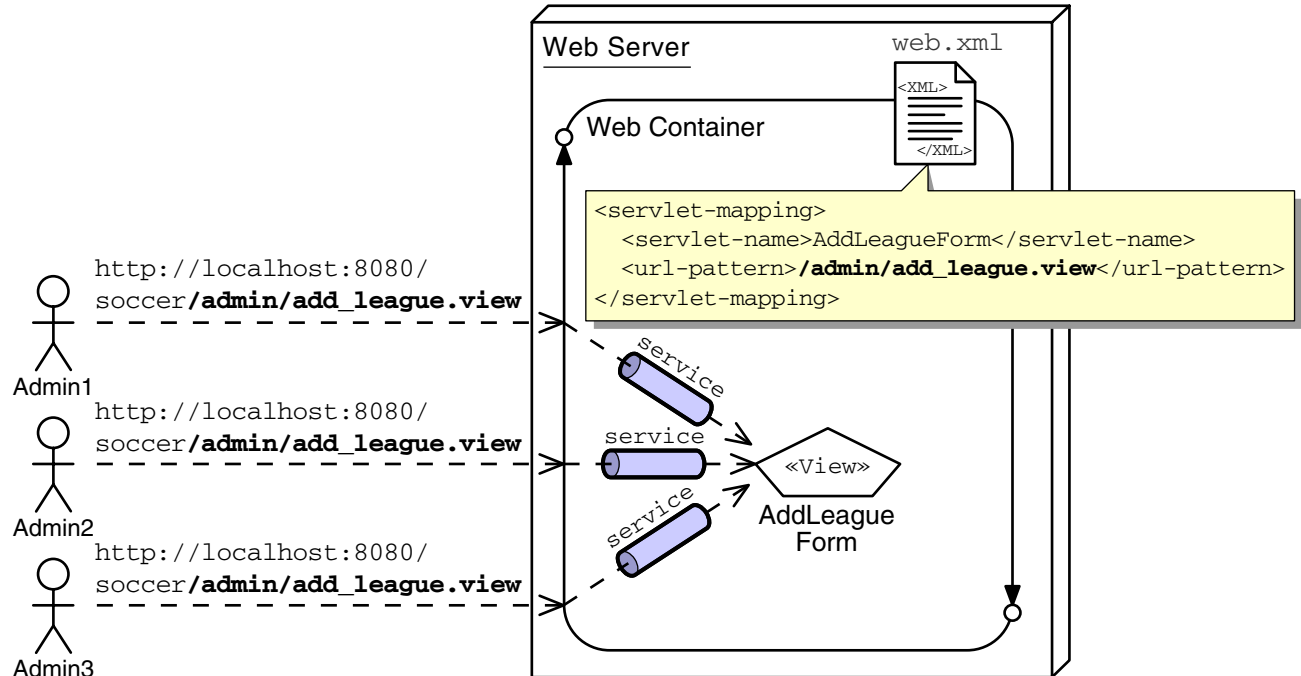 Web Server
web.xml
<XML>
</XML>
Web Container
<servlet-mapping>
<servlet-name>AddLeagueForm</servlet-name>
<url-pattern>/admin/add_league.view</url-pattern>
</servlet-mapping>
http://localhost:8080/
soccer/admin/add_league.view
Admin1
service
http://localhost:8080/
soccer/admin/add_league.view
Admin2
service
«View»
AddLeague
Form
http://localhost:8080/
soccer/admin/add_league.view
Admin3
service